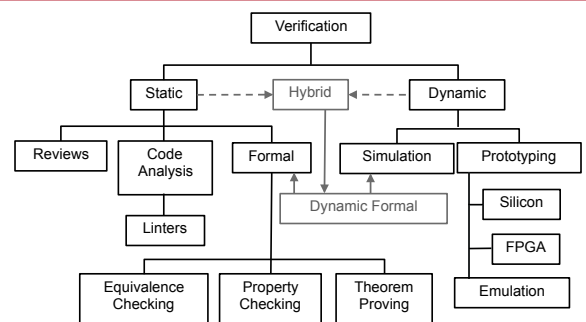 Verification
Static
Hybrid
Dynamic
Reviews
Code
Analysis
Formal
Simulation
Prototyping
Dynamic Formal
Silicon
Linters
FPGA
Equivalence
Checking
Property
Checking
Theorem
Proving
Emulation